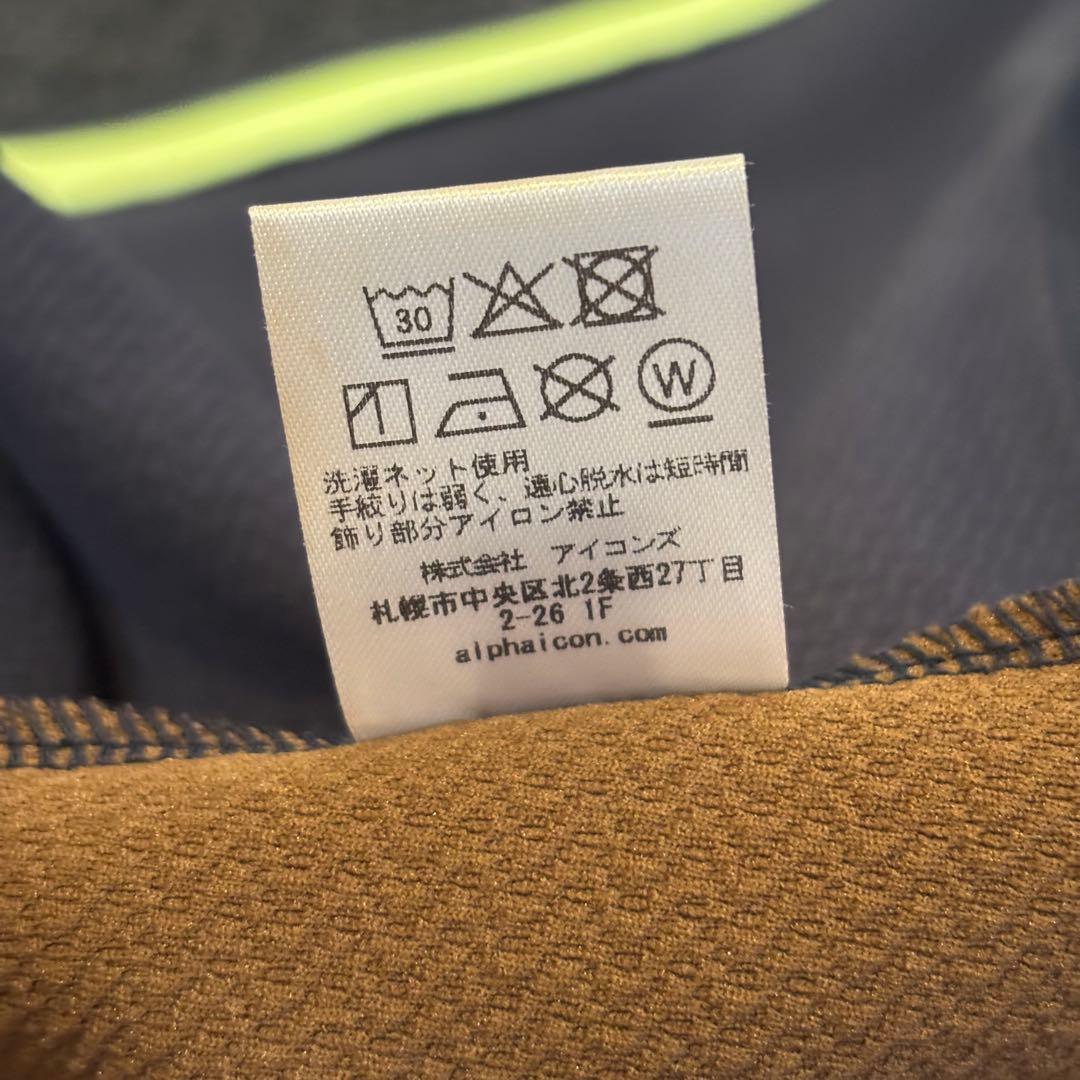 30
W
洗濯ネット使用
手絞りは弱く、遠心脱水は短時間
飾り部分アイロン禁止
株式会社 アイコンズ
札幌市中央区北2条西27丁目
2-26 1F
alphaicon.com